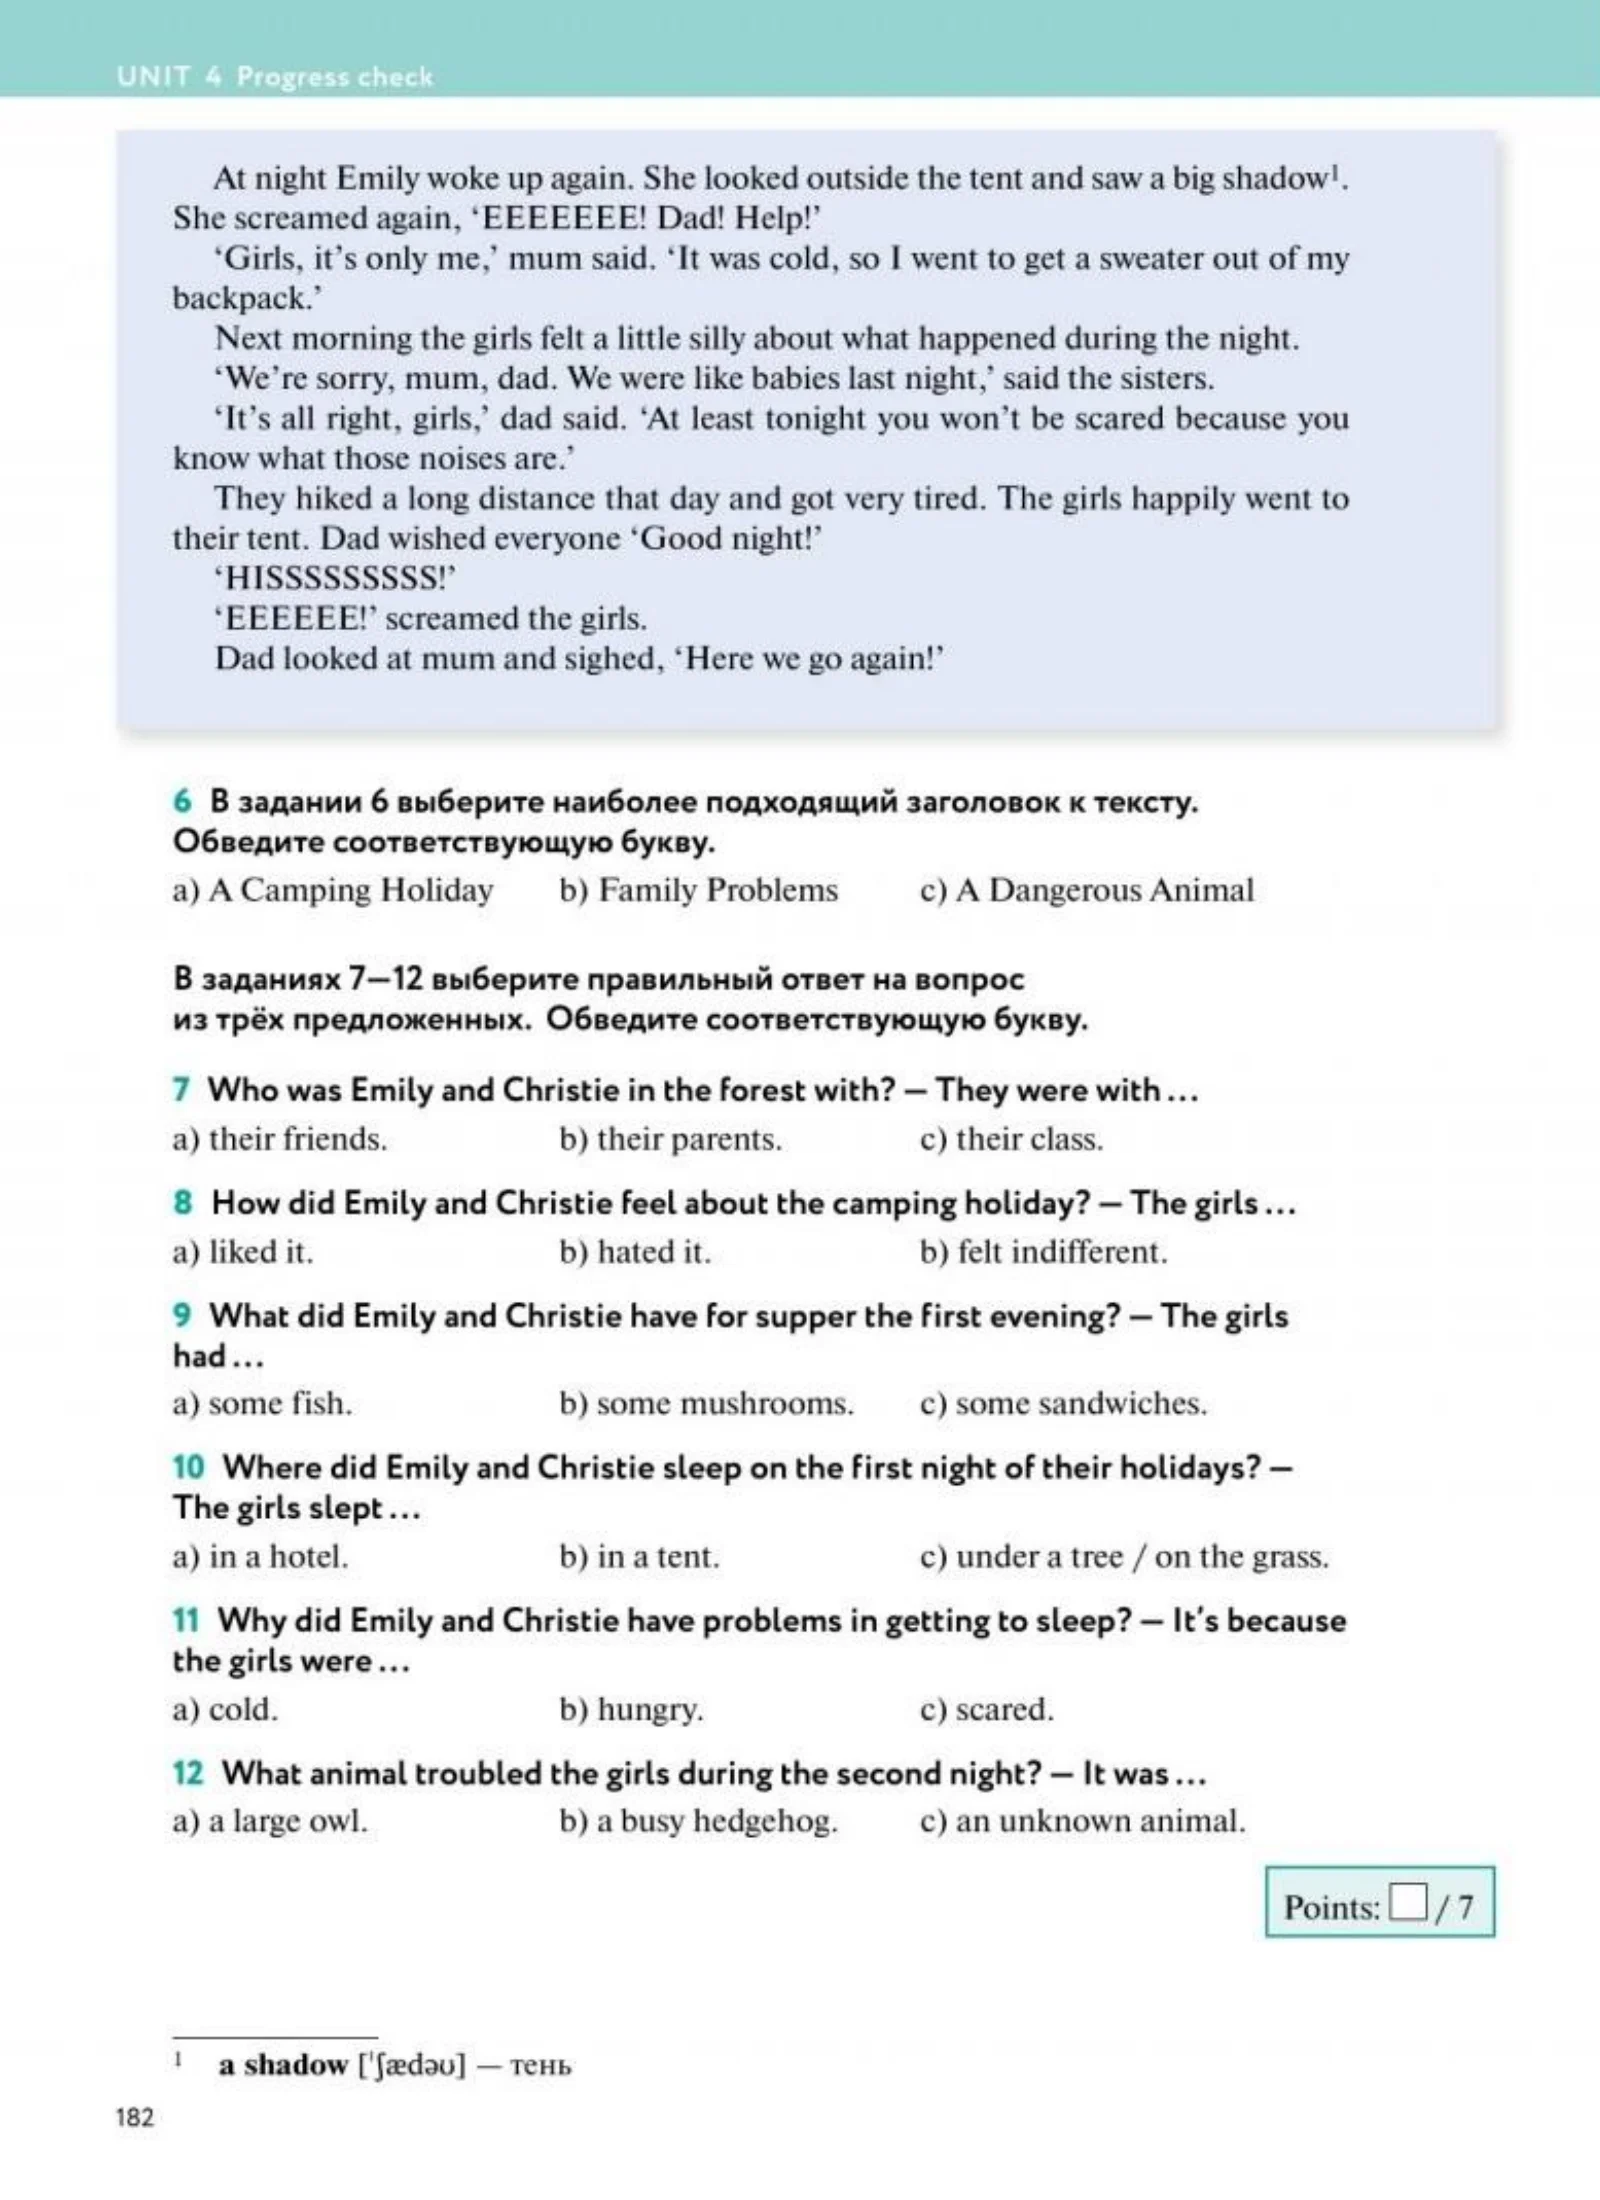 UNIT 4 Progress check
At night Emily woke up again. She looked outside the tent and saw a big shadow¹.
She screamed again, ‘EEEEEEE! Dad! Help!’
‘Girls, it’s only me,’ mum said. ‘It was cold, so I went to get a sweater out of my
backpack.’
Next morning the girls felt a little silly about what happened during the night.
‘We’re sorry, mum, dad. We were like babies last night,’ said the sisters.
‘It’s all right, girls,’ dad said. ‘At least tonight you won’t be scared because you
know what those noises are.’
They hiked a long distance that day and got very tired. The girls happily went to
their tent. Dad wished everyone ‘Good night!’
‘HISSSSSSSSS!’
‘EEEEEE!’ screamed the girls.
Dad looked at mum and sighed, ‘Here we go again!’
6 В задании 6 выберите наиболее подходящий заголовок к тексту.
Обведите соответствующую букву.
a) A Camping Holiday b) Family Problems c) A Dangerous Animal
В заданиях 7—12 выберите правильный ответ на вопрос
из трёх предложенных. Обведите соответствующую букву.
7 Who was Emily and Christie in the forest with? — They were with ...
a) their friends. b) their parents. c) their class.
8 How did Emily and Christie feel about the camping holiday? — The girls ...
a) liked it. b) hated it. b) felt indifferent.
9 What did Emily and Christie have for supper the first evening? — The girls
had ...
a) some fish. b) some mushrooms. c) some sandwiches.
10 Where did Emily and Christie sleep on the first night of their holidays? —
The girls slept ...
a) in a hotel. b) in a tent. c) under a tree / on the grass.
11 Why did Emily and Christie have problems in getting to sleep? — It’s because
the girls were ...
a) cold. b) hungry. c) scared.
12 What animal troubled the girls during the second night? — It was ...
a) a large owl. b) a busy hedgehog. c) an unknown animal.
Points: / 7
1 a shadow [ˈʃædəʊ] — тень
182